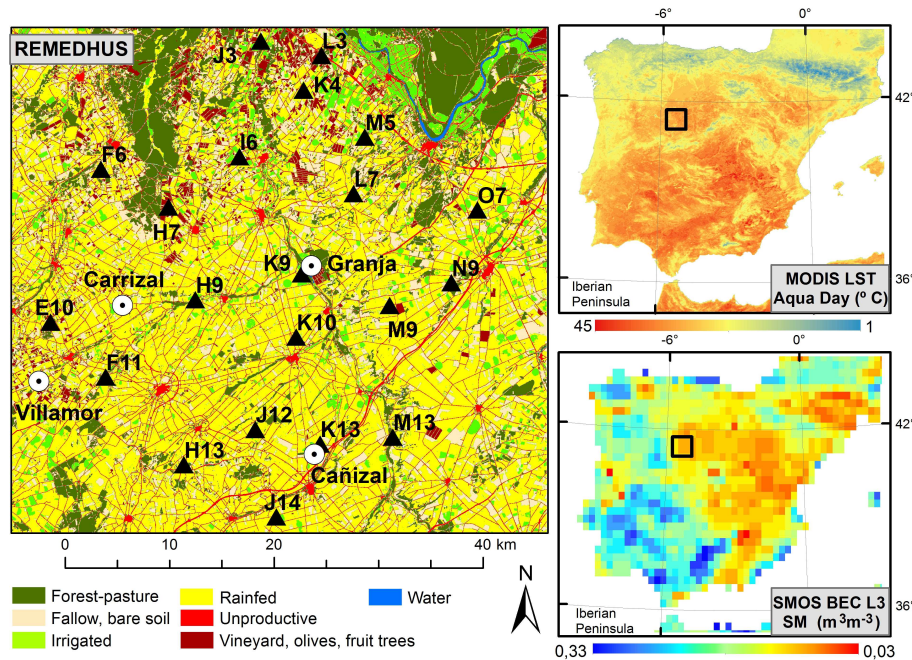 REMEDHUS
J3
L3
K4
M5
I6
F6
L7
O7
H7
K9
Granja
N9
Carrizal
H9
E10
M9
K10
F11
Villamor
J12
M13
K13
H13
Cañizal
J14
0 10 20 40 km
N
Forest-pasture
Fallow, bare soil
Irrigated
Rainfed
Unproductive
Vineyard, olives, fruit trees
Water
-6° 0°
42°
36°
Iberian
Peninsula
MODIS LST
Aqua Day (º C)
45 1
-6° 0°
42°
36°
Iberian
Peninsula
SMOS BEC L3
SM (m³m-³)
0,33 0,03